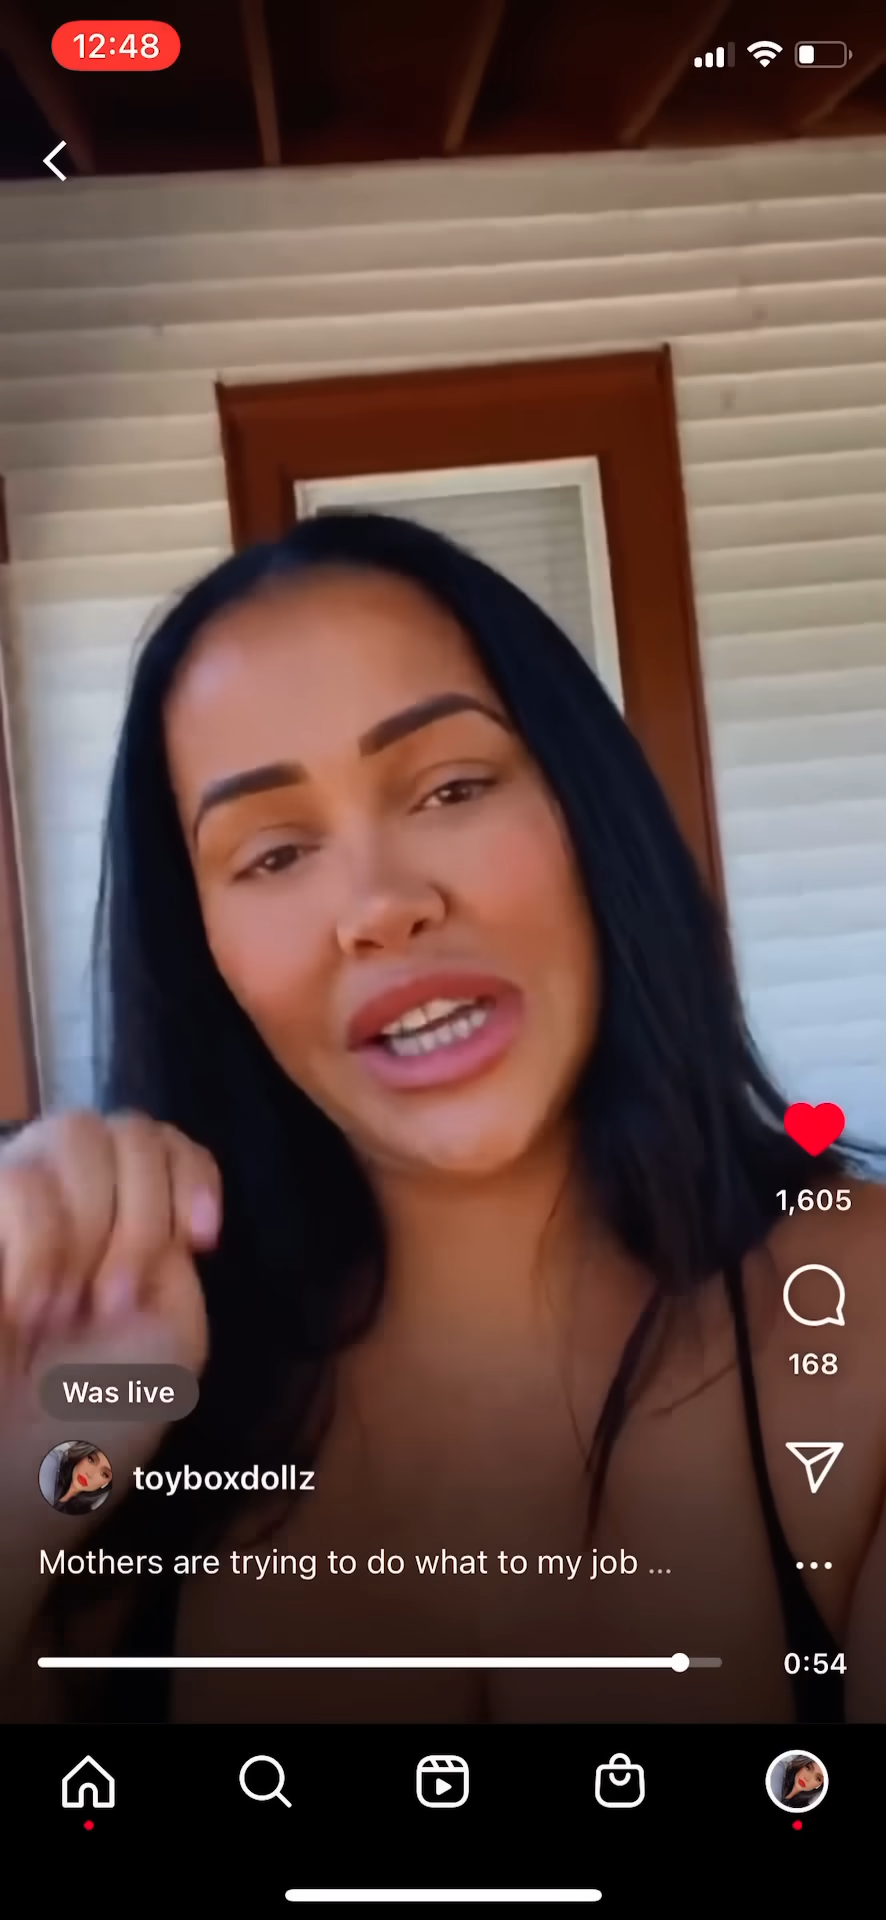 12:48
1,605
168
Was live
toyboxdollz
Mothers are trying to do what to my job ...
0:54